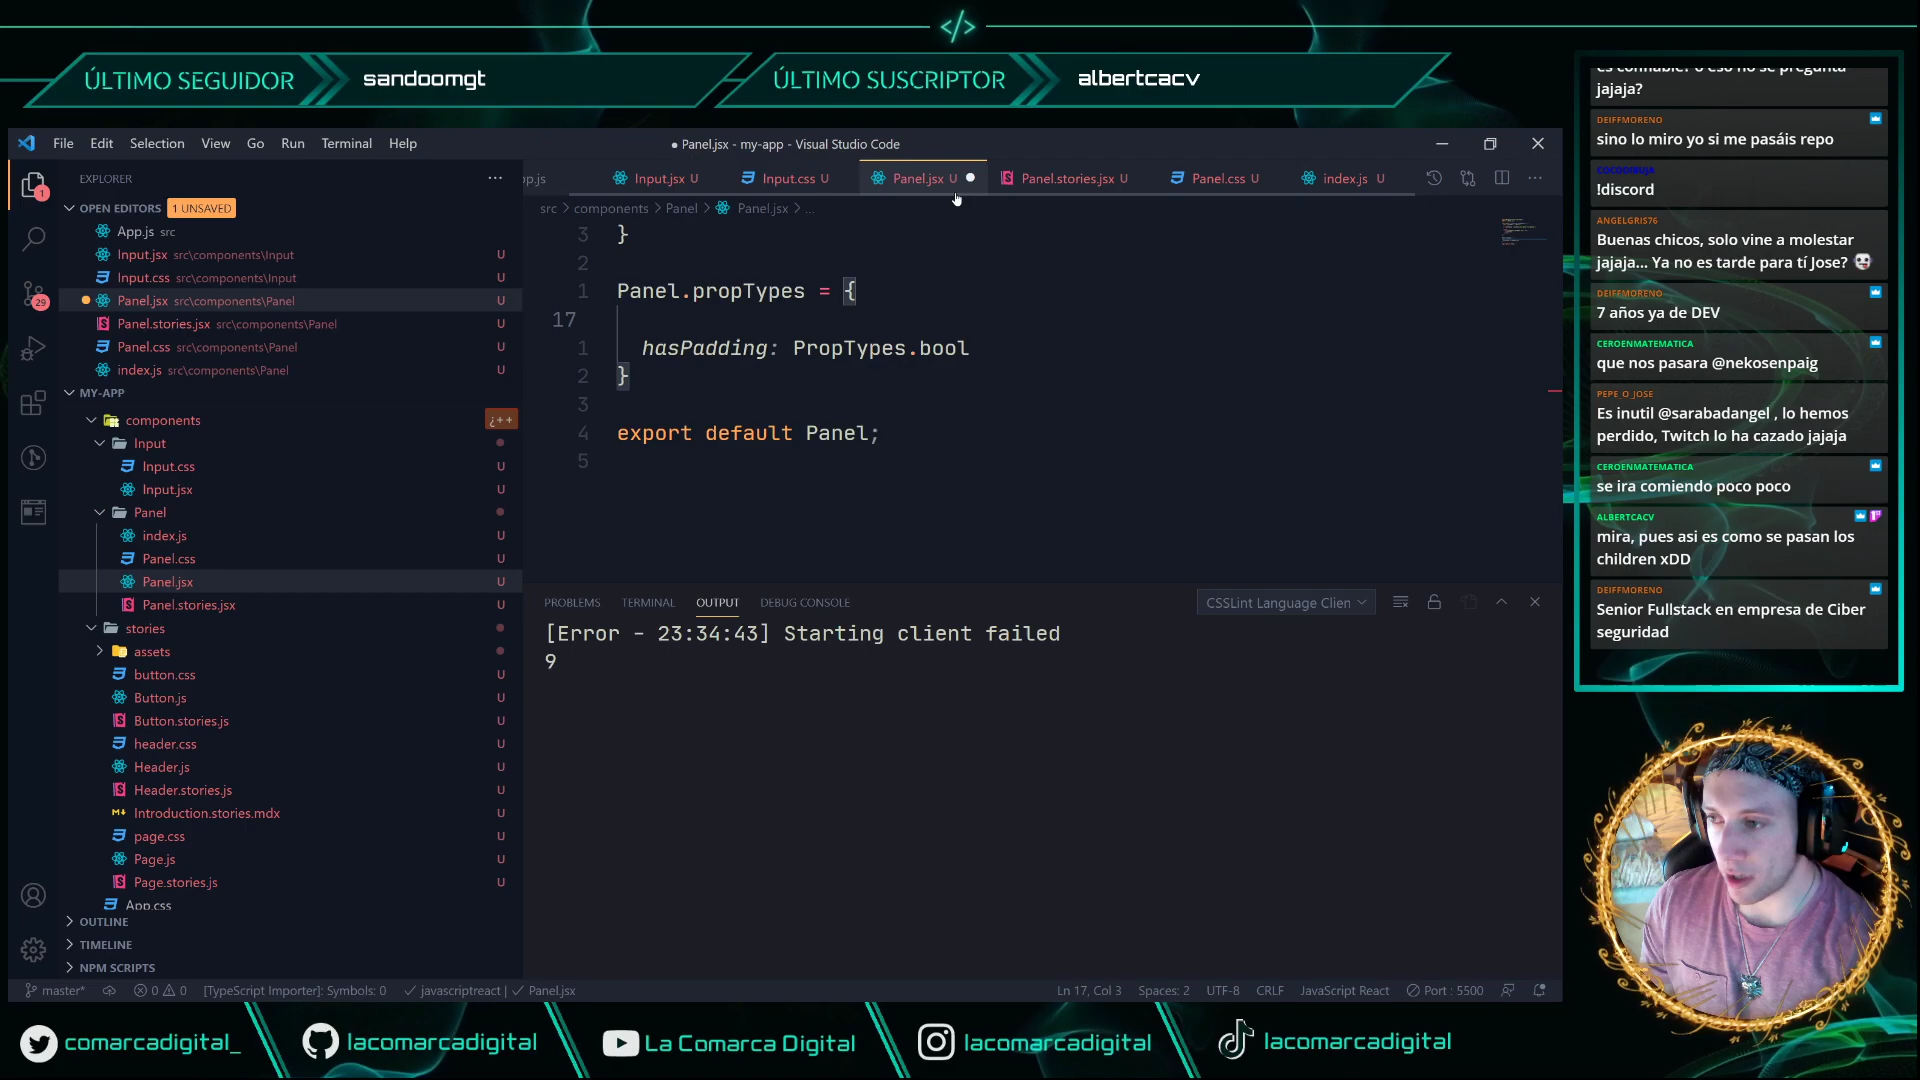 </>
ÚLTIMO SEGUIDOR
sandoomgt
ÚLTIMO SUSCRIPTOR
albertcacv
File Edit Selection View Go Run Terminal Help
● Panel.jsx - my-app - Visual Studio Code
EXPLORER
OPEN EDITORS 1 UNSAVED
App.js src
Input.jsx src\components\Input U
Input.css src\components\Input U
Panel.jsx src\components\Panel U
Panel.stories.jsx src\components\Panel U
Panel.css src\components\Panel U
index.js src\components\Panel U
MY-APP
components ¿++
Input
Input.css U
Input.jsx U
Panel
index.js U
Panel.css U
Panel.jsx U
Panel.stories.jsx U
stories
assets
button.css U
Button.js U
Button.stories.js U
header.css U
Header.js U
Header.stories.js U
Introduction.stories.mdx U
page.css U
Page.js U
Page.stories.js U
App.css
OUTLINE
TIMELINE
NPM SCRIPTS
1
29
pp.js
Input.jsx U
Input.css U
Panel.jsx U
Panel.stories.jsx U
Panel.css U
index.js U
src > components > Panel > Panel.jsx > ...
3 }
2
1 Panel.propTypes = {
17
1 hasPadding: PropTypes.bool
2 }
3
4 export default Panel;
5
PROBLEMS TERMINAL OUTPUT DEBUG CONSOLE
CSSLint Language Clien
[Error - 23:34:43] Starting client failed
9
master* 0 0 [TypeScript Importer]: Symbols: 0 javascriptreact | Panel.jsx
Ln 17, Col 3 Spaces: 2 UTF-8 CRLF JavaScript React Port : 5500
es confiable? o eso no se pregunta
jajaja?
DEIFFMORENO
sino lo miro yo si me pasáis repo
!discord
ANGELGRIS76
Buenas chicos, solo vine a molestar
jajaja... Ya no es tarde para tí Jose?
DEIFFMORENO
7 años ya de DEV
CEROENMATEMATICA
que nos pasara @nekosenpaig
PEPE_O_JOSE
Es inutil @sarabadangel , lo hemos
perdido, Twitch lo ha cazado jajaja
CEROENMATEMATICA
se ira comiendo poco poco
ALBERTCACV
mira, pues asi es como se pasan los
children xDD
DEIFFMORENO
Senior Fullstack en empresa de Ciber
seguridad
comarcadigital_
lacomarcadigital
La Comarca Digital
lacomarcadigital
lacomarcadigital